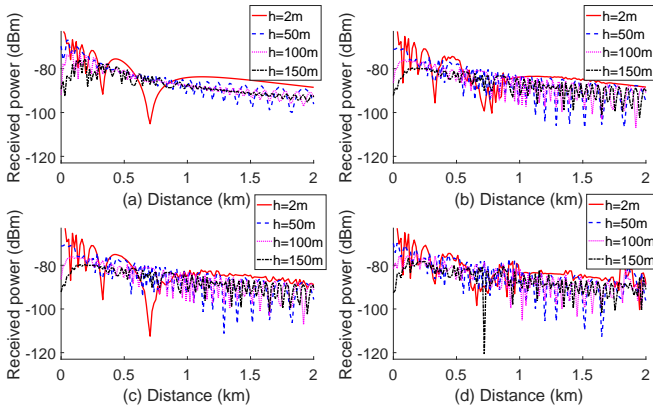 h=2m
h=50m
h=100m
h=150m
Received power (dBm)
-80
-100
-120
0
0.5
1
1.5
2
(a) Distance (km)
h=2m
h=50m
h=100m
h=150m
Received power (dBm)
-80
-100
-120
0
0.5
1
1.5
2
(b) Distance (km)
h=2m
h=50m
h=100m
h=150m
Received power (dBm)
-80
-100
-120
0
0.5
1
1.5
2
(c) Distance (km)
h=2m
h=50m
h=100m
h=150m
Received power (dBm)
-80
-100
-120
0
0.5
1
1.5
2
(d) Distance (km)